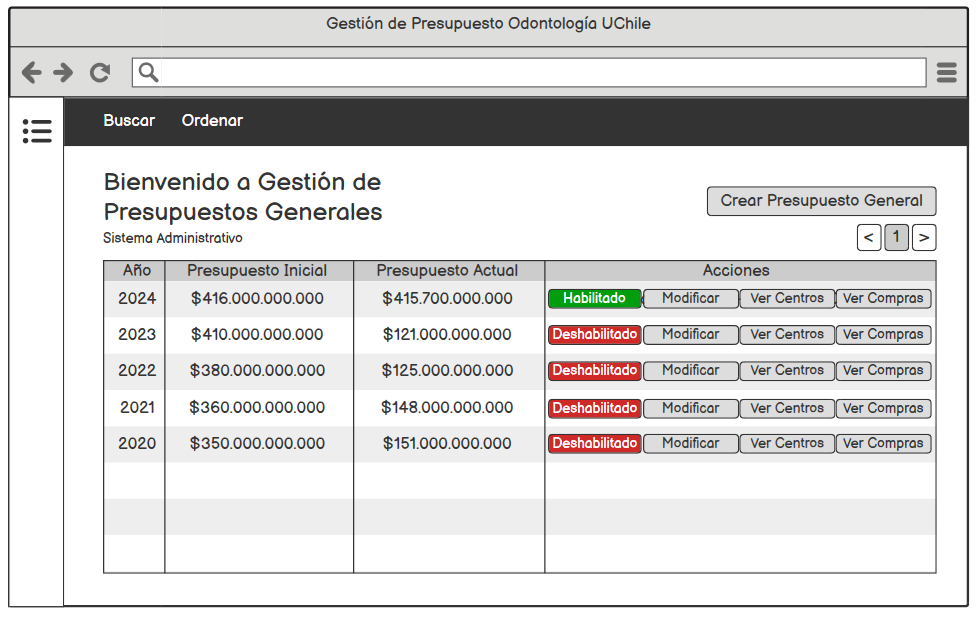 Gestión de Presupuesto Odontología UChile
Buscar Ordenar
Bienvenido a Gestión de
Presupuestos Generales
Sistema Administrativo
Crear Presupuesto General
< 1 >
Año Presupuesto Inicial Presupuesto Actual Acciones
2024 $416.000.000.000 $415.700.000.000 Habilitado Modificar Ver Centros Ver Compras
2023 $410.000.000.000 $121.000.000.000 Deshabilitado Modificar Ver Centros Ver Compras
2022 $380.000.000.000 $125.000.000.000 Deshabilitado Modificar Ver Centros Ver Compras
2021 $360.000.000.000 $148.000.000.000 Deshabilitado Modificar Ver Centros Ver Compras
2020 $350.000.000.000 $151.000.000.000 Deshabilitado Modificar Ver Centros Ver Compras